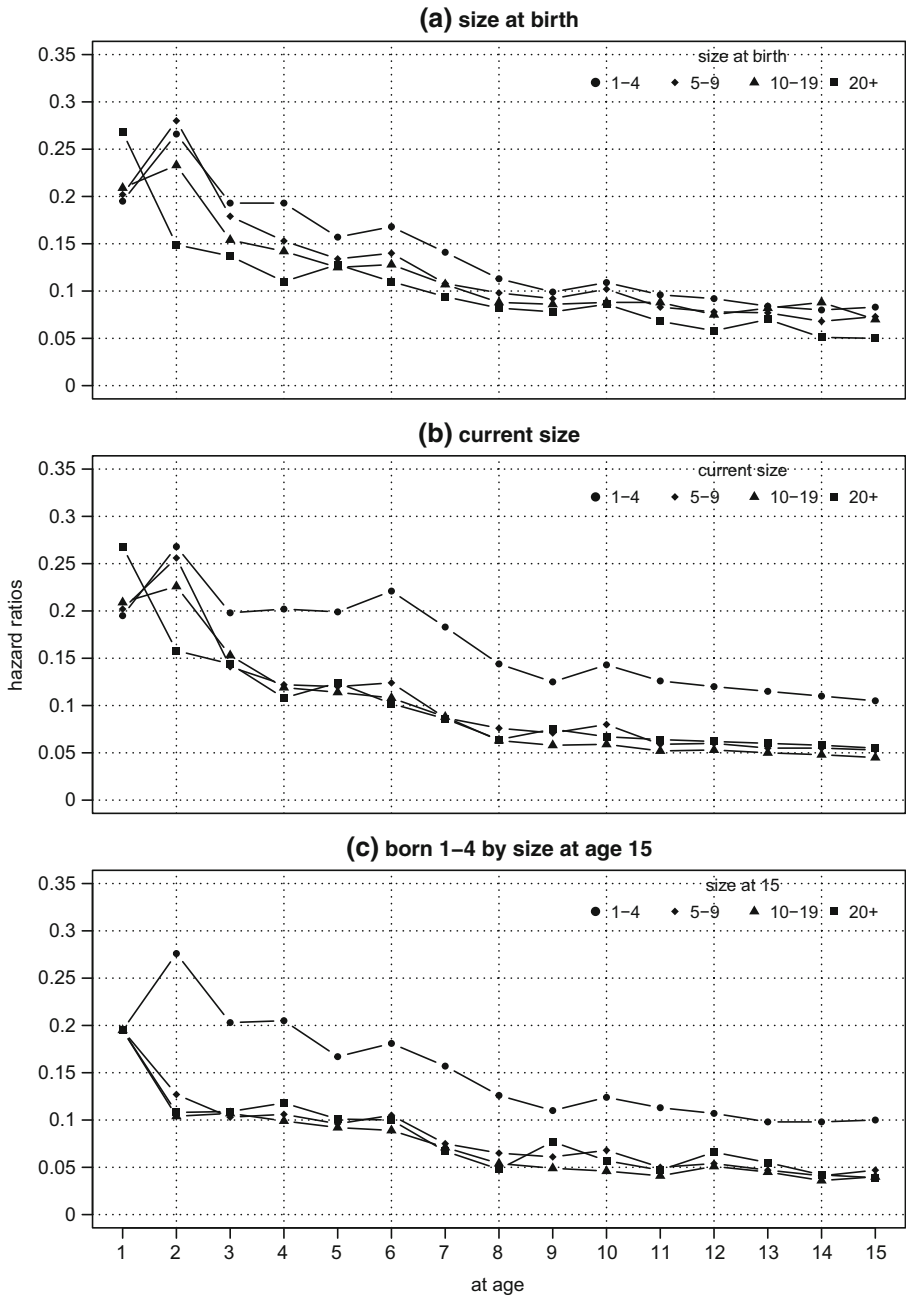 (a) size at birth
size at birth
1−4 5−9 10−19 20+
0.35
0.3
0.25
0.2
0.15
0.1
0.05
0
(b) current size
current size
1−4 5−9 10−19 20+
0.35
0.3
0.25
0.2
0.15
0.1
0.05
0
hazard ratios
(c) born 1−4 by size at age 15
size at 15
1−4 5−9 10−19 20+
0.35
0.3
0.25
0.2
0.15
0.1
0.05
0
1 2 3 4 5 6 7 8 9 10 11 12 13 14 15
at age